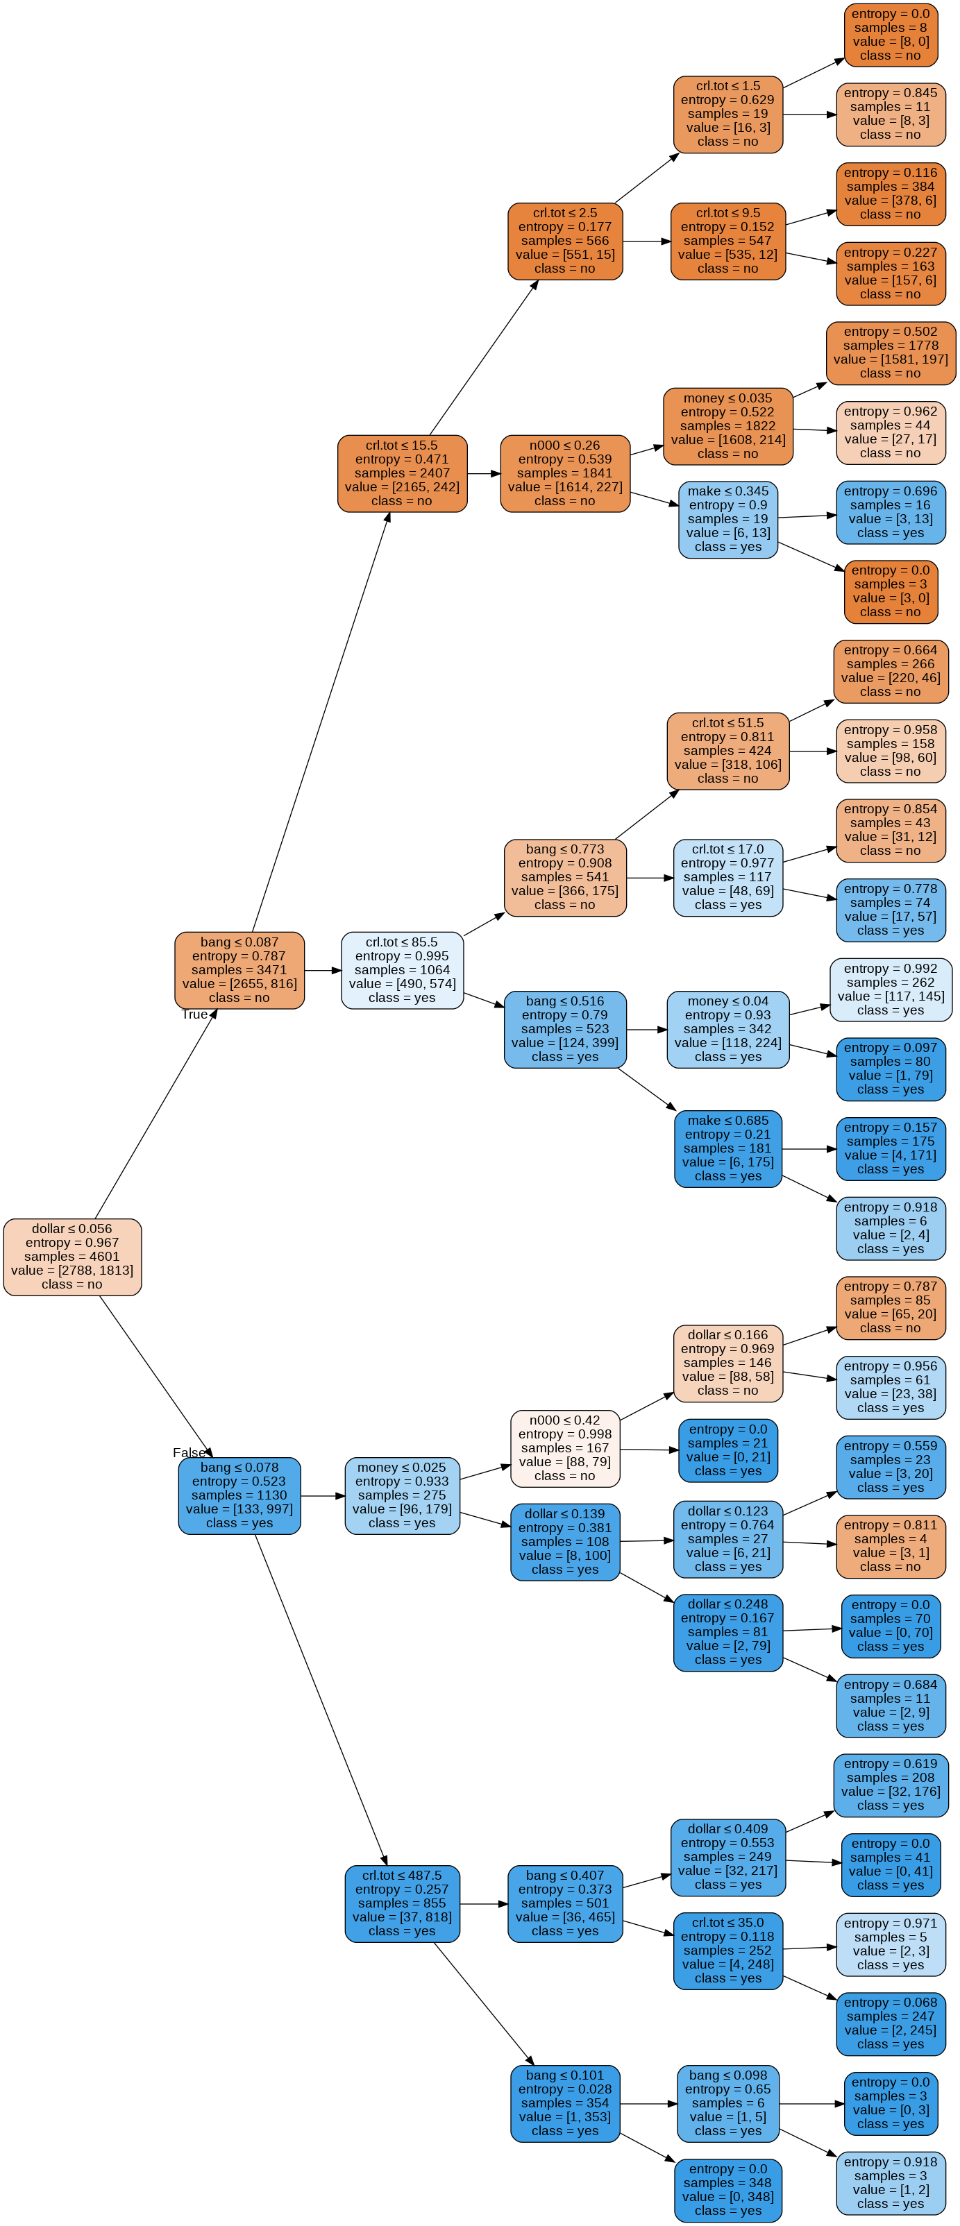 entropy = 0.0
samples = 8
value = [8, 0]
class = no
crl.tot ≤ 1.5
entropy = 0.629
samples = 19
value = [16, 3]
class = no
entropy = 0.845
samples = 11
value = [8, 3]
class = no
entropy = 0.116
samples = 384
value = [378, 6]
class = no
crl.tot ≤ 2.5
entropy = 0.177
samples = 566
value = [551, 15]
class = no
crl.tot ≤ 9.5
entropy = 0.152
samples = 547
value = [535, 12]
class = no
entropy = 0.227
samples = 163
value = [157, 6]
class = no
entropy = 0.502
samples = 1778
value = [1581, 197]
class = no
money ≤ 0.035
entropy = 0.522
samples = 1822
value = [1608, 214]
class = no
entropy = 0.962
samples = 44
value = [27, 17]
class = no
crl.tot ≤ 15.5
entropy = 0.471
samples = 2407
value = [2165, 242]
class = no
n000 ≤ 0.26
entropy = 0.539
samples = 1841
value = [1614, 227]
class = no
make ≤ 0.345
entropy = 0.9
samples = 19
value = [6, 13]
class = yes
entropy = 0.696
samples = 16
value = [3, 13]
class = yes
entropy = 0.0
samples = 3
value = [3, 0]
class = no
entropy = 0.664
samples = 266
value = [220, 46]
class = no
crl.tot ≤ 51.5
entropy = 0.811
samples = 424
value = [318, 106]
class = no
entropy = 0.958
samples = 158
value = [98, 60]
class = no
entropy = 0.854
samples = 43
value = [31, 12]
class = no
bang ≤ 0.773
entropy = 0.908
samples = 541
value = [366, 175]
class = no
crl.tot ≤ 17.0
entropy = 0.977
samples = 117
value = [48, 69]
class = yes
entropy = 0.778
samples = 74
value = [17, 57]
class = yes
bang ≤ 0.087
entropy = 0.787
samples = 3471
value = [2655, 816]
class = no
True
crl.tot ≤ 85.5
entropy = 0.995
samples = 1064
value = [490, 574]
class = yes
entropy = 0.992
samples = 262
value = [117, 145]
class = yes
bang ≤ 0.516
entropy = 0.79
samples = 523
value = [124, 399]
class = yes
money ≤ 0.04
entropy = 0.93
samples = 342
value = [118, 224]
class = yes
entropy = 0.097
samples = 80
value = [1, 79]
class = yes
make ≤ 0.685
entropy = 0.21
samples = 181
value = [6, 175]
class = yes
entropy = 0.157
samples = 175
value = [4, 171]
class = yes
entropy = 0.918
samples = 6
value = [2, 4]
class = yes
dollar ≤ 0.056
entropy = 0.967
samples = 4601
value = [2788, 1813]
class = no
entropy = 0.787
samples = 85
value = [65, 20]
class = no
dollar ≤ 0.166
entropy = 0.969
samples = 146
value = [88, 58]
class = no
entropy = 0.956
samples = 61
value = [23, 38]
class = yes
n000 ≤ 0.42
entropy = 0.998
samples = 167
value = [88, 79]
class = no
entropy = 0.0
samples = 21
value = [0, 21]
class = yes
False
bang ≤ 0.078
entropy = 0.523
samples = 1130
value = [133, 997]
class = yes
money ≤ 0.025
entropy = 0.933
samples = 275
value = [96, 179]
class = yes
entropy = 0.559
samples = 23
value = [3, 20]
class = yes
dollar ≤ 0.139
entropy = 0.381
samples = 108
value = [8, 100]
class = yes
dollar ≤ 0.123
entropy = 0.764
samples = 27
value = [6, 21]
class = yes
entropy = 0.811
samples = 4
value = [3, 1]
class = no
dollar ≤ 0.248
entropy = 0.167
samples = 81
value = [2, 79]
class = yes
entropy = 0.0
samples = 70
value = [0, 70]
class = yes
entropy = 0.684
samples = 11
value = [2, 9]
class = yes
entropy = 0.619
samples = 208
value = [32, 176]
class = yes
dollar ≤ 0.409
entropy = 0.553
samples = 249
value = [32, 217]
class = yes
entropy = 0.0
samples = 41
value = [0, 41]
class = yes
crl.tot ≤ 487.5
entropy = 0.257
samples = 855
value = [37, 818]
class = yes
bang ≤ 0.407
entropy = 0.373
samples = 501
value = [36, 465]
class = yes
crl.tot ≤ 35.0
entropy = 0.118
samples = 252
value = [4, 248]
class = yes
entropy = 0.971
samples = 5
value = [2, 3]
class = yes
entropy = 0.068
samples = 247
value = [2, 245]
class = yes
bang ≤ 0.101
entropy = 0.028
samples = 354
value = [1, 353]
class = yes
bang ≤ 0.098
entropy = 0.65
samples = 6
value = [1, 5]
class = yes
entropy = 0.0
samples = 3
value = [0, 3]
class = yes
entropy = 0.918
samples = 3
value = [1, 2]
class = yes
entropy = 0.0
samples = 348
value = [0, 348]
class = yes